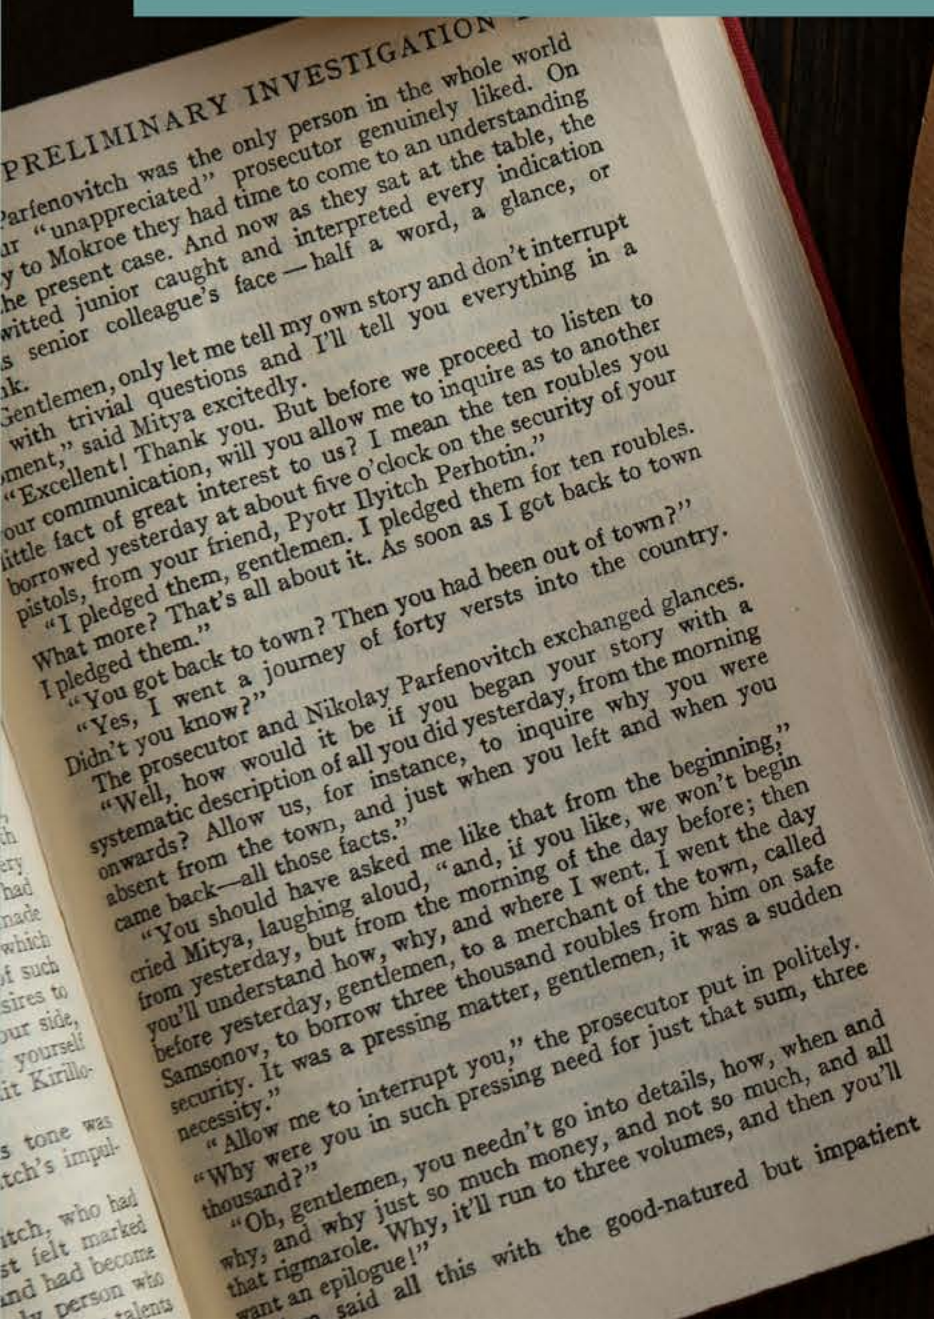 PRELIMINARY INVESTIGATION
Parfenovitch was the only person in the whole world
"unappreciated" prosecutor genuinely liked. On
y to Mokroe they had time to come to an understanding
he present case. And now as they sat at the table, the
witted junior caught and interpreted every indication
s senior colleague's face—half a word, a glance, or
ik.
Gentlemen, only let me tell my own story and don't interrupt
with trivial questions and I'll tell you everything in a
ment," said Mitya excitedly.
"Excellent! Thank you. But before we proceed to listen to
our communication, will you allow me to inquire as to another
little fact of great interest to us? I mean the ten roubles you
borrowed yesterday at about five o'clock on the security of your
pistols, from your friend, Pyotr Ilyitch Perhotin."
"I pledged them, gentlemen. I pledged them for ten roubles.
What more? That's all about it. As soon as I got back to town
I pledged them."
"You got back to town? Then you had been out of town?"
"Yes, I went a journey of forty versts into the country.
Didn't you know?"
The prosecutor and Nikolay Parfenovitch exchanged glances.
"Well, how would it be if you began your story with a
systematic description of all you did yesterday, from the morning
onwards? Allow us, for instance, to inquire why you were
absent from the town, and just when you left and when you
came back—all those facts."
"You should have asked me like that from the beginning,"
cried Mitya, laughing aloud, "and, if you like, we won't begin
from yesterday, but from the morning of the day before; then
you'll understand how, why, and where I went. I went the day
before yesterday, gentlemen, to a merchant of the town, called
Samsonov, to borrow three thousand roubles from him on safe
security. It was a pressing matter, gentlemen, it was a sudden
necessity."
"Allow me to interrupt you," the prosecutor put in politely.
"Why were you in such pressing need for just that sum, three
thousand?"
"Oh, gentlemen, you needn't go into details, how, when and
why, and why just so much money, and not so much, and all
that rigmarole. Why, it'll run to three volumes, and then you'll
want an epilogue!"
said all this with the good-natured but impatient
ery
had
nade
which
of such
sires to
our side,
yourself
it Kirillo-
s tone was
tch's impul-
itch, who had
st felt marked
nd had become
ly person who
talents